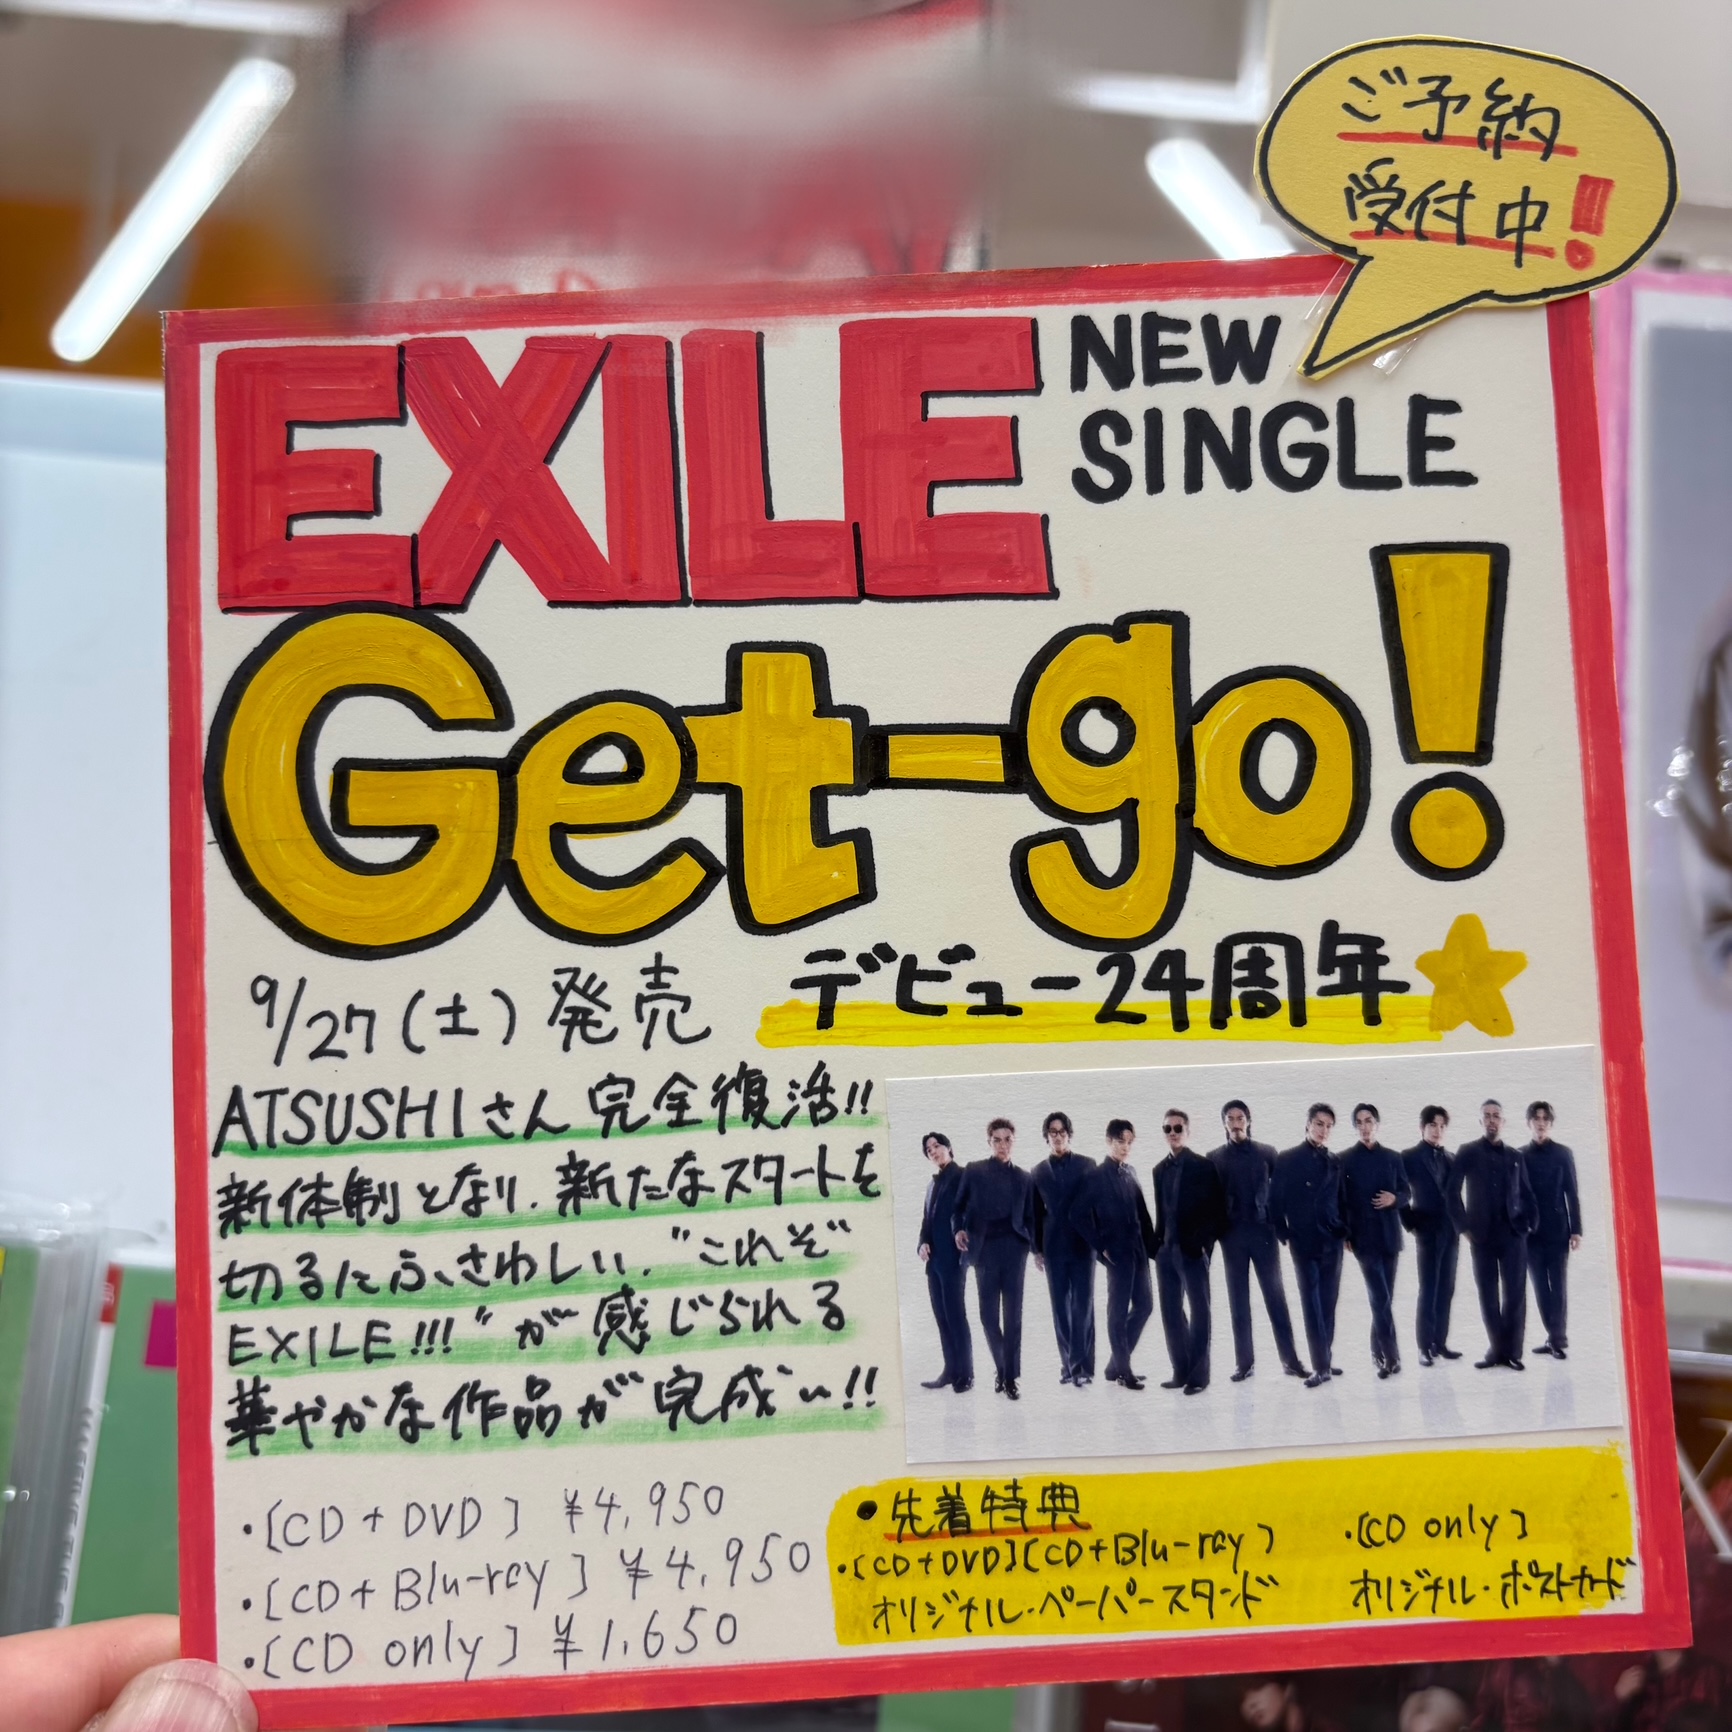 ご予約
受付中!
EXILE
NEW
SINGLE
Get-go!
9/27(土)発売
デビュー24周年★
ATSUSHIさん完全復活!!
新体制となり、新たなスタートを
切るにふさわしい、"これぞ
EXILE!!!"が感じられる
華やかな作品が完成〜!!
・[CD+DVD] ¥4,950
・[CD+Blu-ray] ¥4,950
・[CD only] ¥1,650
●先着特典
・[CD+DVD][CD+Blu-ray]
オリジナル・ペーパースタンド
・[CD only]
オリジナル・ポストカード